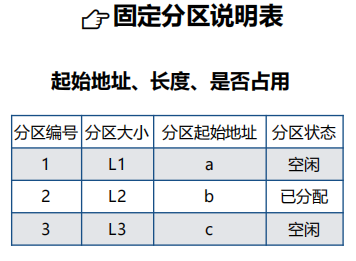 固定分区说明表
起始地址、长度、是否占用
分区编号 分区大小 分区起始地址 分区状态
1 L1 a 空闲
2 L2 b 已分配
3 L3 c 空闲